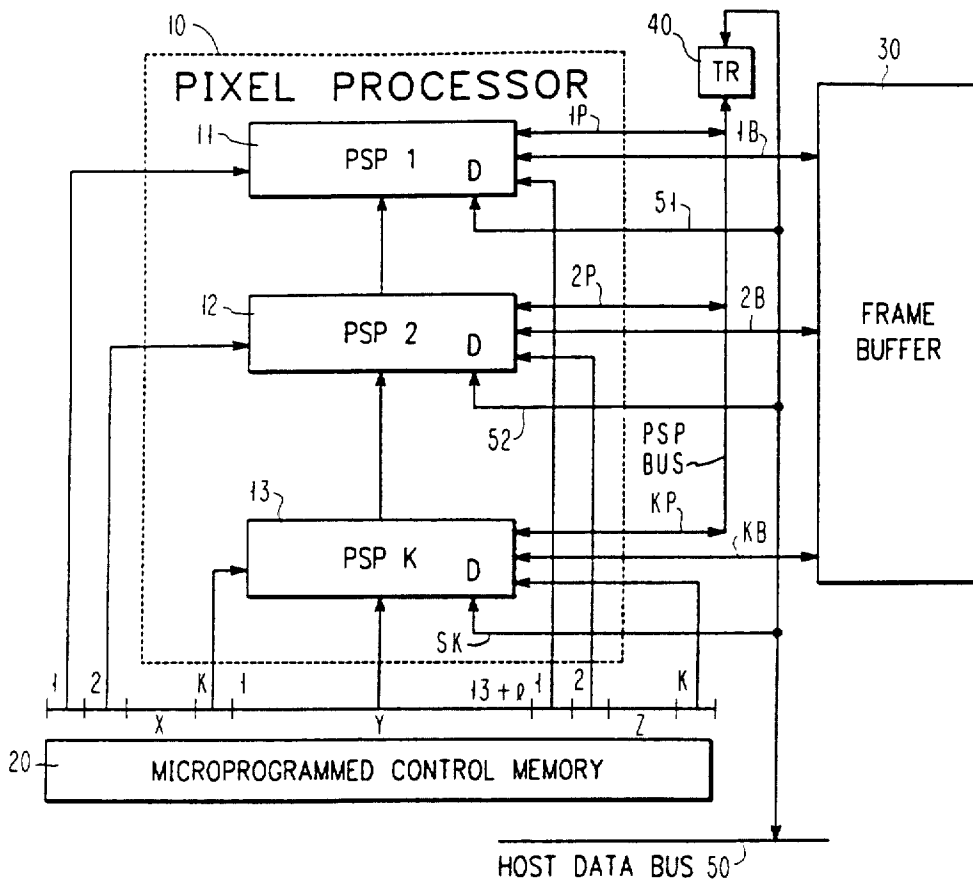 10
40
TR
30
PIXEL PROCESSOR
11
PSP 1
D
1P
1B
51
12
PSP 2
D
2P
2B
52
FRAME
BUFFER
PSP
BUS
13
PSP K
D
KP
KB
SK
1 2 K 1 13+ℓ 1 2 K
X Y Z
20
MICROPROGRAMMED CONTROL MEMORY
HOST DATA BUS 50